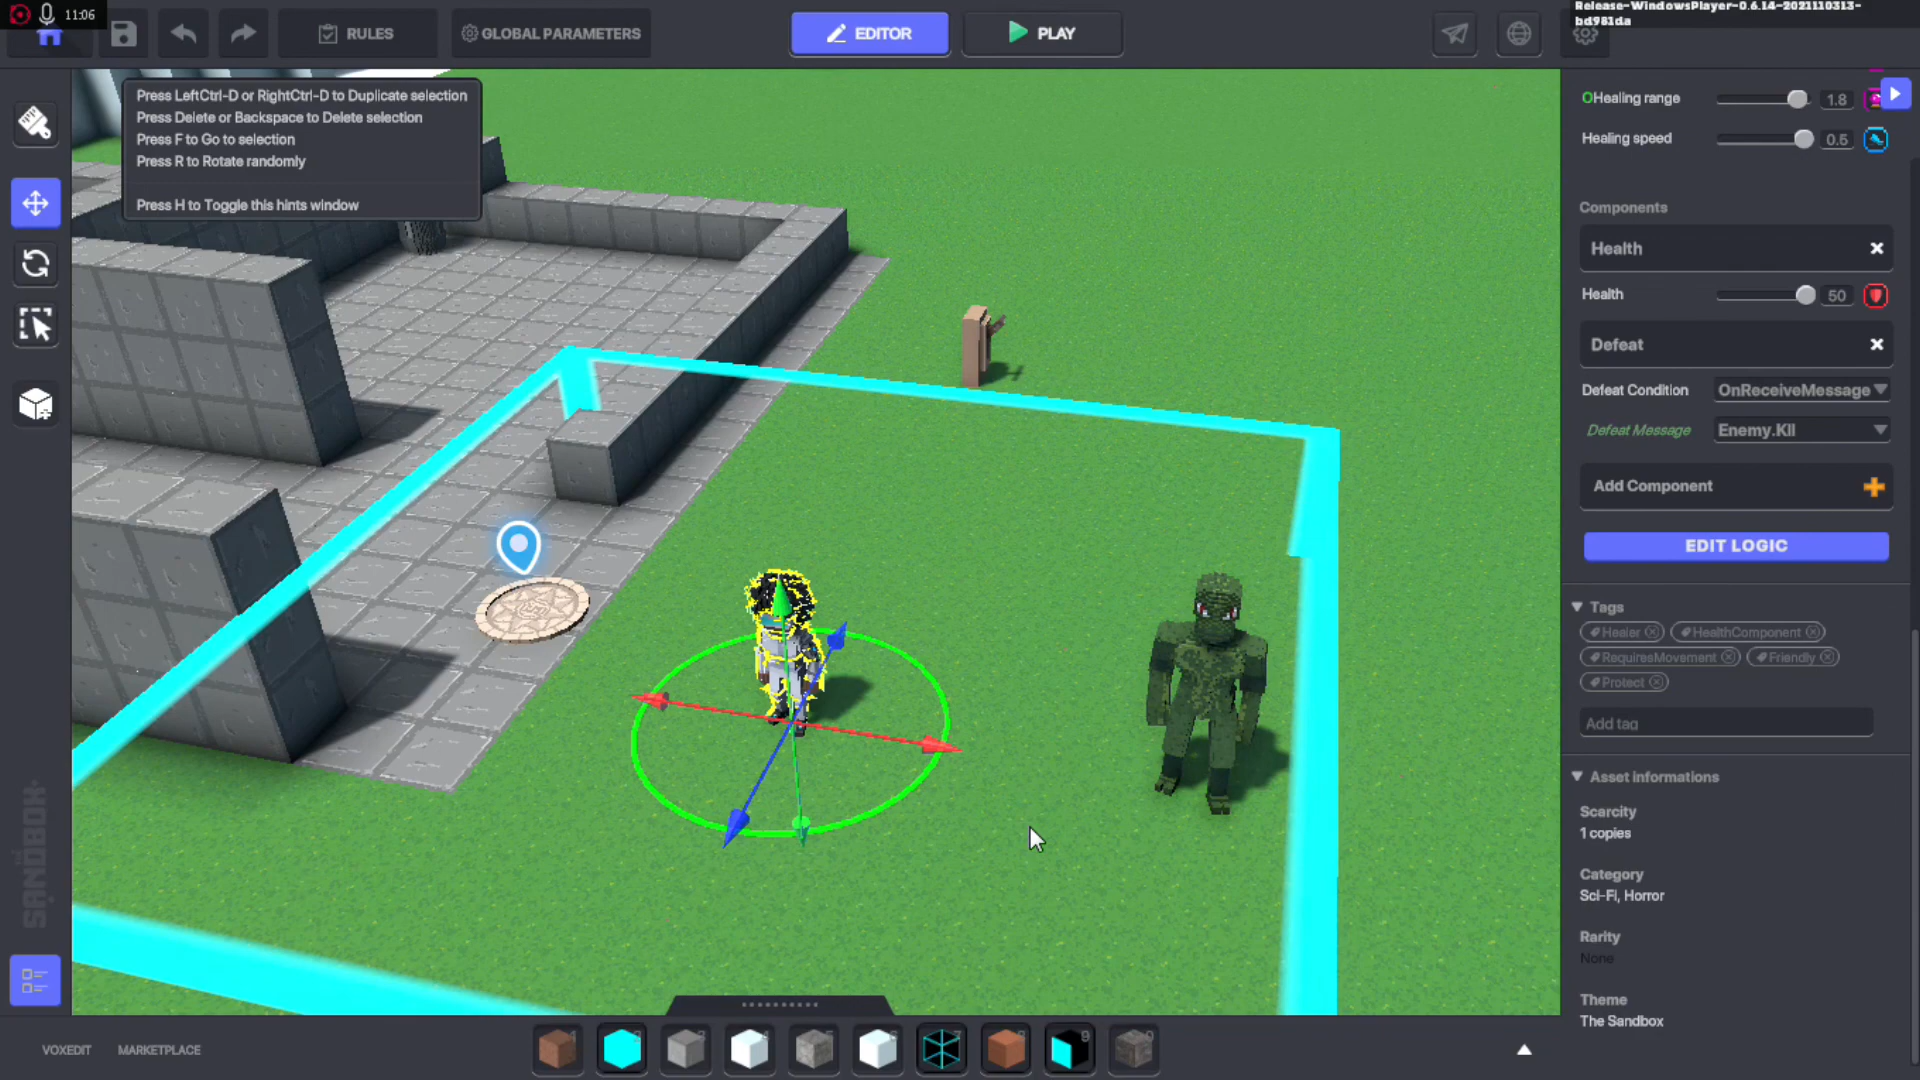 11:06
RULES
GLOBAL PARAMETERS
EDITOR
PLAY
Release-WindowsPlayer-0.6.14-2021110313-
bd981da
Press LeftCtrl-D or RightCtrl-D to Duplicate selection
Press Delete or Backspace to Delete selection
Press F to Go to selection
Press R to Rotate randomly
Press H to Toggle this hints window
Healing range 1.8
Healing speed 0.5
Components
Health
Health 50
Defeat
Defeat Condition OnReceiveMessage
Defeat Message Enemy.Kll
Add Component
EDIT LOGIC
Tags
Healer HealthComponent
RequiresMovement Friendly
Protect
Add tag
Asset informations
Scarcity
1 copies
Category
Sci-Fi, Horror
Rarity
None
Theme
The Sandbox
THE SANDBOX
VOXEDIT MARKETPLACE